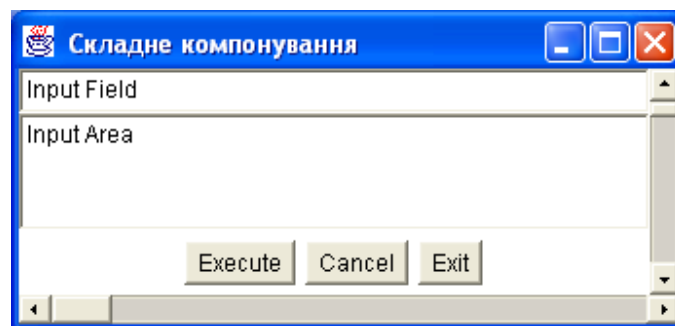 Складне компонування
Input Field
Input Area
Execute Cancel Exit